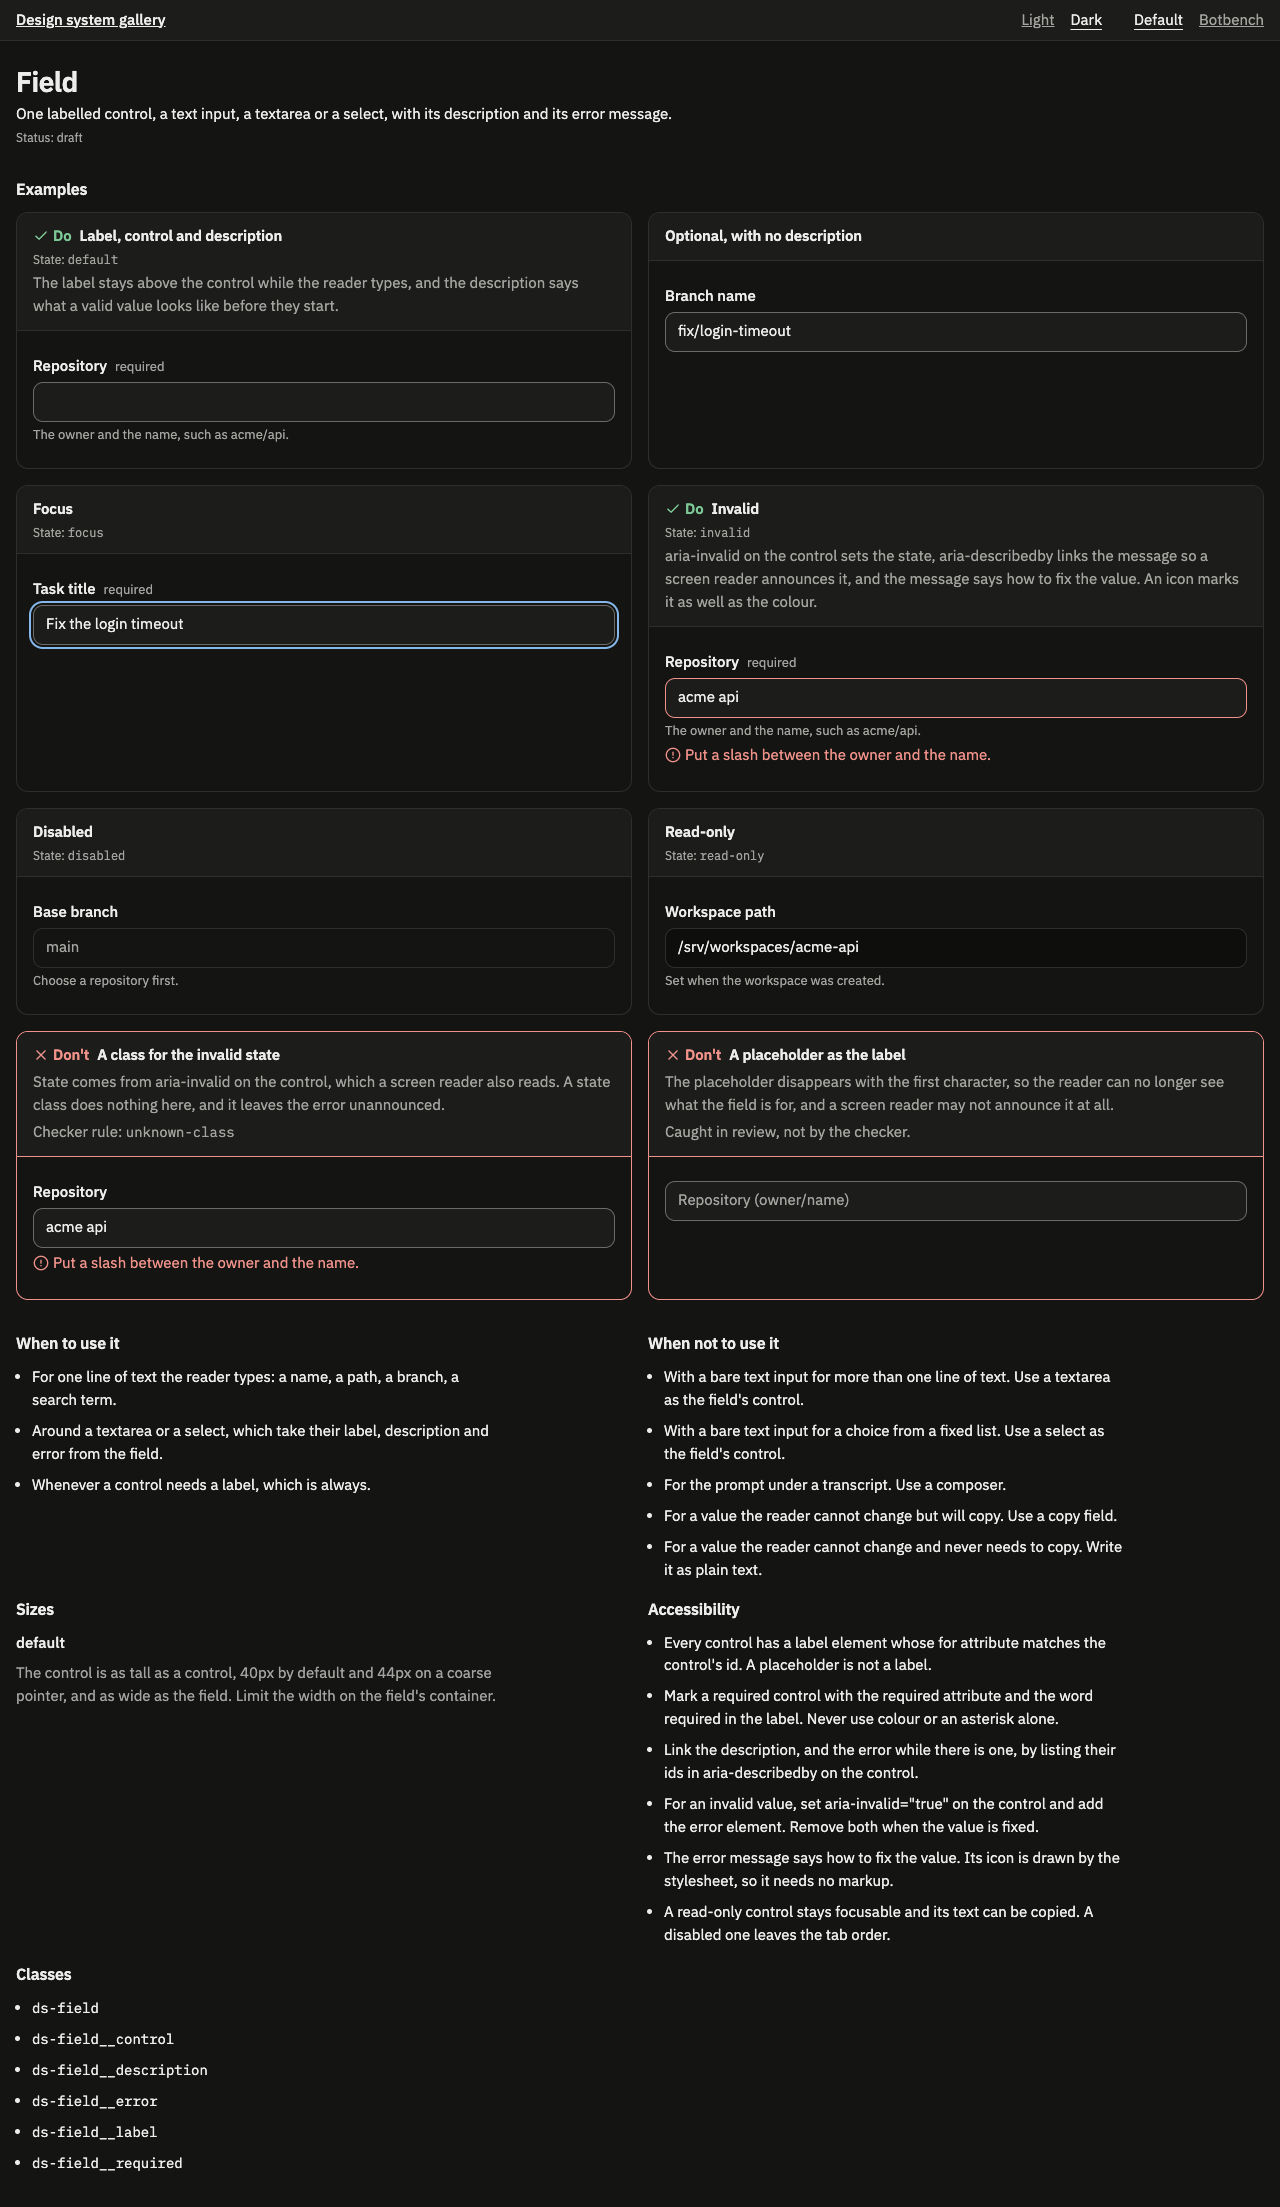 Design system gallery
Light Dark Default Botbench
Field
One labelled control, a text input, a textarea or a select, with its description and its error message.
Status: draft
Examples
Do Label, control and description
State: default
The label stays above the control while the reader types, and the description says
what a valid value looks like before they start.
Repository required
The owner and the name, such as acme/api.
Optional, with no description
Branch name
fix/login-timeout
Focus
State: focus
Task title required
Fix the login timeout
Do Invalid
State: invalid
aria-invalid on the control sets the state, aria-describedby links the message so a
screen reader announces it, and the message says how to fix the value. An icon marks
it as well as the colour.
Repository required
acme api
The owner and the name, such as acme/api.
Put a slash between the owner and the name.
Disabled
State: disabled
Base branch
main
Choose a repository first.
Read-only
State: read-only
Workspace path
/srv/workspaces/acme-api
Set when the workspace was created.
Don't A class for the invalid state
State comes from aria-invalid on the control, which a screen reader also reads. A state
class does nothing here, and it leaves the error unannounced.
Checker rule: unknown-class
Repository
acme api
Put a slash between the owner and the name.
Don't A placeholder as the label
The placeholder disappears with the first character, so the reader can no longer see
what the field is for, and a screen reader may not announce it at all.
Caught in review, not by the checker.
Repository (owner/name)
When to use it
For one line of text the reader types: a name, a path, a branch, a
search term.
Around a textarea or a select, which take their label, description and
error from the field.
Whenever a control needs a label, which is always.
When not to use it
With a bare text input for more than one line of text. Use a textarea
as the field's control.
With a bare text input for a choice from a fixed list. Use a select as
the field's control.
For the prompt under a transcript. Use a composer.
For a value the reader cannot change but will copy. Use a copy field.
For a value the reader cannot change and never needs to copy. Write
it as plain text.
Sizes
default
The control is as tall as a control, 40px by default and 44px on a coarse
pointer, and as wide as the field. Limit the width on the field's container.
Accessibility
Every control has a label element whose for attribute matches the
control's id. A placeholder is not a label.
Mark a required control with the required attribute and the word
required in the label. Never use colour or an asterisk alone.
Link the description, and the error while there is one, by listing their
ids in aria-describedby on the control.
For an invalid value, set aria-invalid="true" on the control and add
the error element. Remove both when the value is fixed.
The error message says how to fix the value. Its icon is drawn by the
stylesheet, so it needs no markup.
A read-only control stays focusable and its text can be copied. A
disabled one leaves the tab order.
Classes
ds-field
ds-field__control
ds-field__description
ds-field__error
ds-field__label
ds-field__required